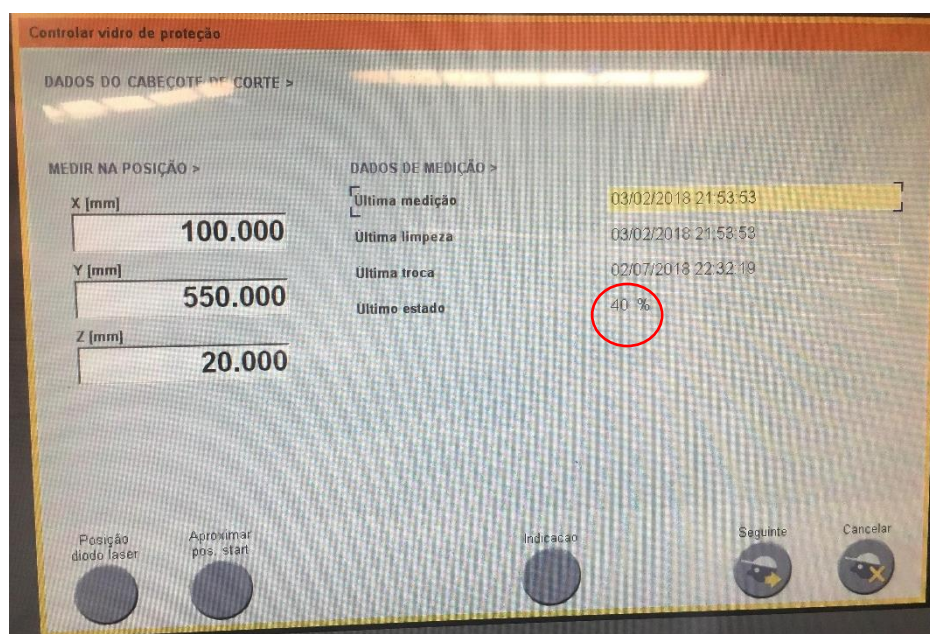 Controlar vidro de proteção
DADOS DO CABEÇOTE DE CORTE >
MEDIR NA POSIÇÃO >
DADOS DE MEDIÇÃO >
X [mm]
100.000
Última medição 03/02/2018 21:53:53
Última limpeza 03/02/2018 21:53:53
Y [mm]
550.000
Última troca 02/07/2018 22:32:19
Último estado 40 %
Z [mm]
20.000
Posição
diodo laser
Aproximar
pos. start
Indicacao
Seguinte
Cancelar